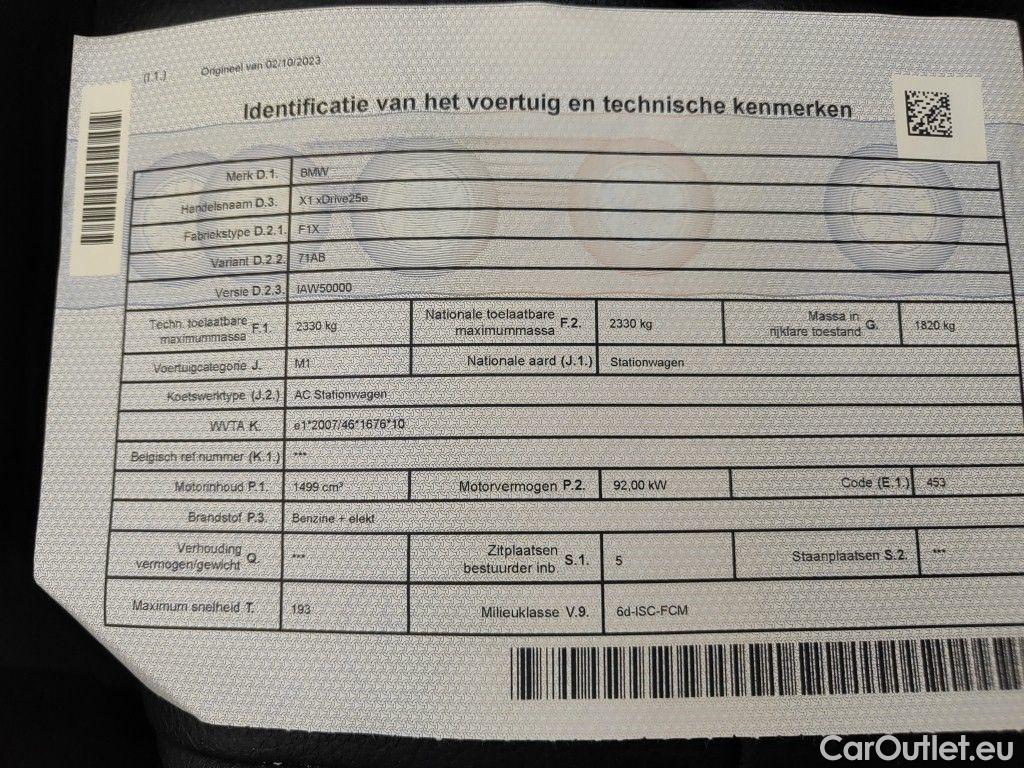 (I.1.) Origineel van 02/10/2023
Identificatie van het voertuig en technische kenmerken
Merk D.1. BMW
Handelsnaam D.3. X1 xDrive25e
Fabriekstype D.2.1. F1X
Variant D.2.2. 71AB
Versie D.2.3. IAW50000
Techn. toelaatbare maximummassa F.1. 2330 kg Nationale toelaatbare maximummassa F.2. 2330 kg Massa in rijklare toestand G. 1820 kg
Voertuigcategorie J. M1 Nationale aard (J.1.) Stationwagen
Koetswerktype (J.2.) AC Stationwagen
WVTA K. e1*2007/46*1676*10
Belgisch ref.nummer (K.1.) ***
Motorinhoud P.1. 1499 cm³ Motorvermogen P.2. 92,00 kW Code (E.1.) 453
Brandstof P.3. Benzine + elekt
Verhouding vermogen/gewicht Q. *** Zitplaatsen bestuurder inb. S.1. 5 Staanplaatsen S.2. ***
Maximum snelheid T. 193 Milieuklasse V.9. 6d-ISC-FCM
CarOutlet.eu